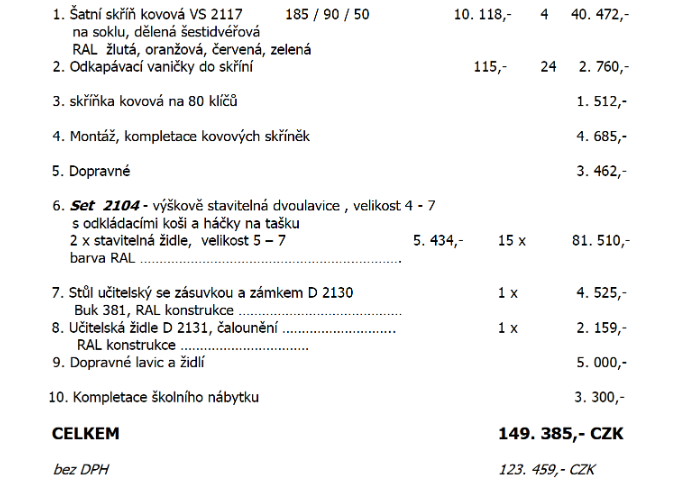 1. Šatní skříň kovová VS 2117 185 / 90 / 50 10. 118,- 4 40. 472,-
na soklu, dělená šestidvéřová
RAL žlutá, oranžová, červená, zelená
2. Odkapávací vaničky do skříní 115,- 24 2. 760,-
3. skříňka kovová na 80 klíčů 1. 512,-
4. Montáž, kompletace kovových skříněk 4. 685,-
5. Dopravné 3. 462,-
6. Set 2104 - výškově stavitelná dvoulavice , velikost 4 - 7
s odkládacími koši a háčky na tašku
2 x stavitelná židle, velikost 5 – 7 5. 434,- 15 x 81. 510,-
barva RAL ……………………………………………………….
7. Stůl učitelský se zásuvkou a zámkem D 2130 1 x 4. 525,-
Buk 381, RAL konstrukce ……………………………………
8. Učitelská židle D 2131, čalounění ……………………….. 1 x 2. 159,-
RAL konstrukce ……………………………
9. Dopravné lavic a židlí 5. 000,-
10. Kompletace školního nábytku 3. 300,-
CELKEM 149. 385,- CZK
bez DPH 123. 459,- CZK